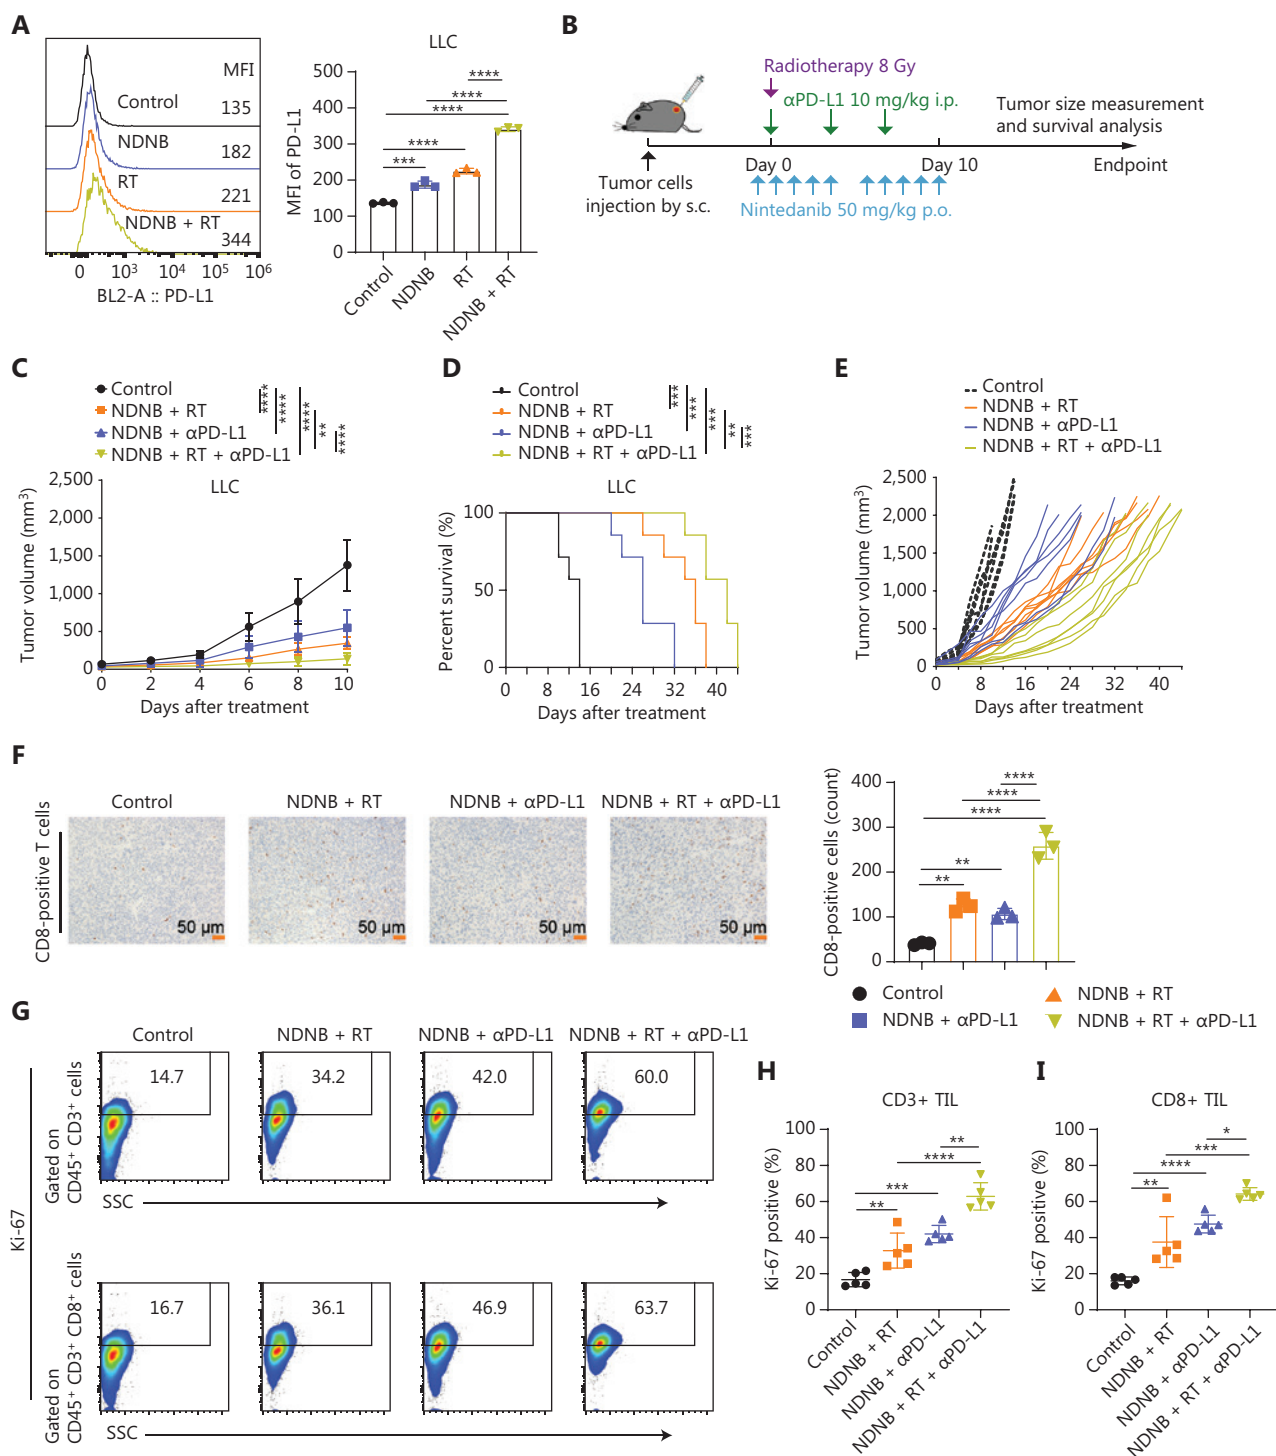 A
MFI
Control
135
NDNB
182
RT
221
NDNB + RT
344
0 10³ 10⁴ 10⁵ 10⁶
BL2-A :: PD-L1
LLC
****
****
****
****
***
MFI of PD-L1
500
400
300
200
100
0
Control
NDNB
RT
NDNB + RT
B
Radiotherapy 8 Gy
αPD-L1 10 mg/kg i.p.
Tumor size measurement
and survival analysis
Day 0
Day 10
Endpoint
Tumor cells
injection by s.c.
Nintedanib 50 mg/kg p.o.
C
Control
NDNB + RT
NDNB + αPD-L1
NDNB + RT + αPD-L1
****
****
****
**
****
LLC
Tumor volume (mm³)
2,500
2,000
1,500
1,000
500
0
0 2 4 6 8 10
Days after treatment
D
Control
NDNB + RT
NDNB + αPD-L1
NDNB + RT + αPD-L1
***
***
***
**
***
LLC
Percent survival (%)
100
50
0
0 8 16 24 32 40
Days after treatment
E
Control
NDNB + RT
NDNB + αPD-L1
NDNB + RT + αPD-L1
Tumor volume (mm³)
2,500
2,000
1,500
1,000
500
0
0 8 16 24 32 40
Days after treatment
F
CD8-positive T cells
Control
NDNB + RT
NDNB + αPD-L1
NDNB + RT + αPD-L1
50 µm
50 µm
50 µm
50 µm
CD8-positive cells (count)
400
300
200
100
0
****
****
****
**
**
Control
NDNB + RT
NDNB + αPD-L1
NDNB + RT + αPD-L1
G
Ki-67
Control
NDNB + RT
NDNB + αPD-L1
NDNB + RT + αPD-L1
Gated on
CD45⁺ CD3⁺ cells
14.7
34.2
42.0
60.0
SSC
Gated on
CD45⁺ CD3⁺ CD8⁺ cells
16.7
36.1
46.9
63.7
SSC
H
CD3+ TIL
Ki-67 positive (%)
100
80
60
40
20
0
**
****
***
**
Control
NDNB + RT
NDNB + αPD-L1
NDNB + RT + αPD-L1
I
CD8+ TIL
Ki-67 positive (%)
100
80
60
40
20
0
*
***
****
**
Control
NDNB + RT
NDNB + αPD-L1
NDNB + RT + αPD-L1